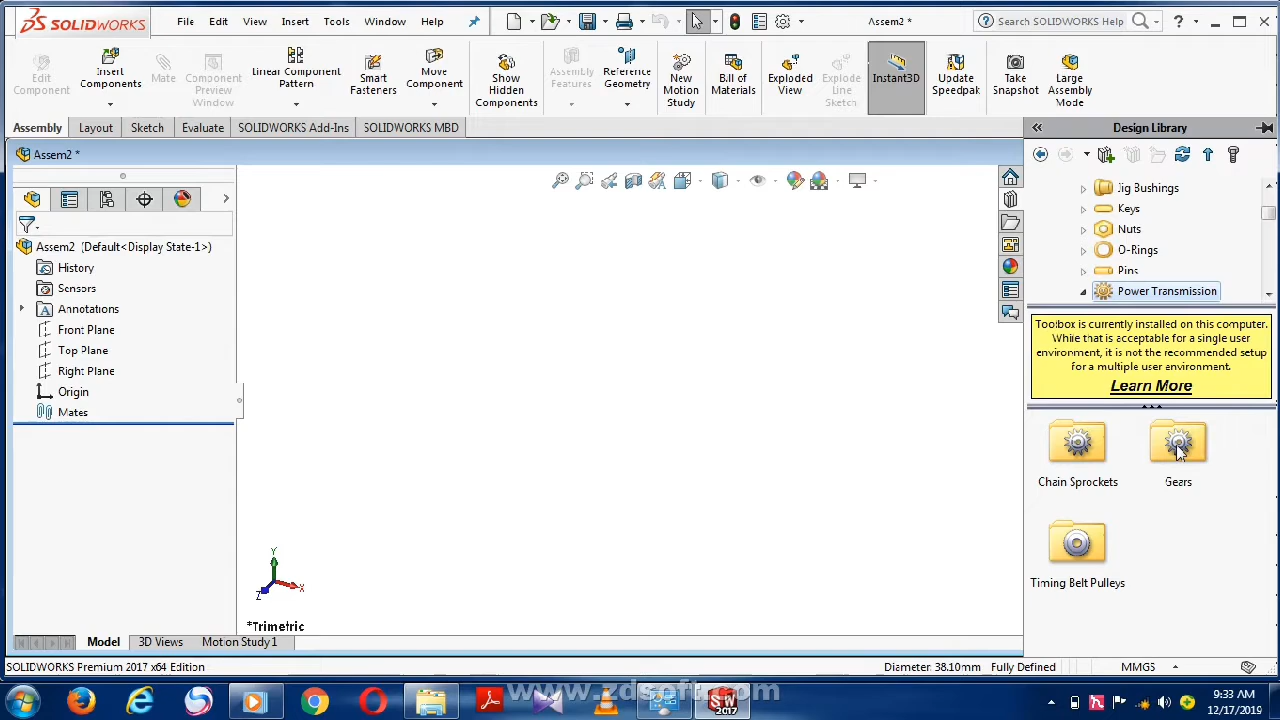 SOLIDWORKS File Edit View Insert Tools Window Help Assem2 * Search SOLIDWORKS Help ?
Edit Component
Insert Components
Mate
Component Preview Window
Linear Component Pattern
Smart Fasteners
Move Component
Show Hidden Components
Assembly Features
Reference Geometry
New Motion Study
Bill of Materials
Exploded View
Explode Line Sketch
Instant3D
Update Speedpak
Take Snapshot
Large Assembly Mode
Assembly Layout Sketch Evaluate SOLIDWORKS Add-Ins SOLIDWORKS MBD
Assem2 *
Assem2 (Default<Display State-1>)
History
Sensors
Annotations
Front Plane
Top Plane
Right Plane
Origin
Mates
Y
X
Z
*Trimetric
Design Library
Jig Bushings
Keys
Nuts
O-Rings
Pins
Power Transmission
Toolbox is currently installed on this computer.
While that is acceptable for a single user
environment, it is not the recommended setup
for a multiple user environment.
Learn More
Chain Sprockets
Gears
Timing Belt Pulleys
Model 3D Views Motion Study 1
SOLIDWORKS Premium 2017 x64 Edition Diameter: 38.10mm Fully Defined MMGS
www.zdsoft.com
SW
2017
9:33 AM
12/17/2019